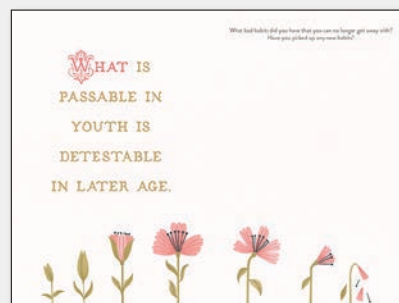 What bad habits did you have that you can no longer get away with?
Have you picked up any new habits?
WHAT IS
PASSABLE IN
YOUTH IS
DETESTABLE
IN LATER AGE.